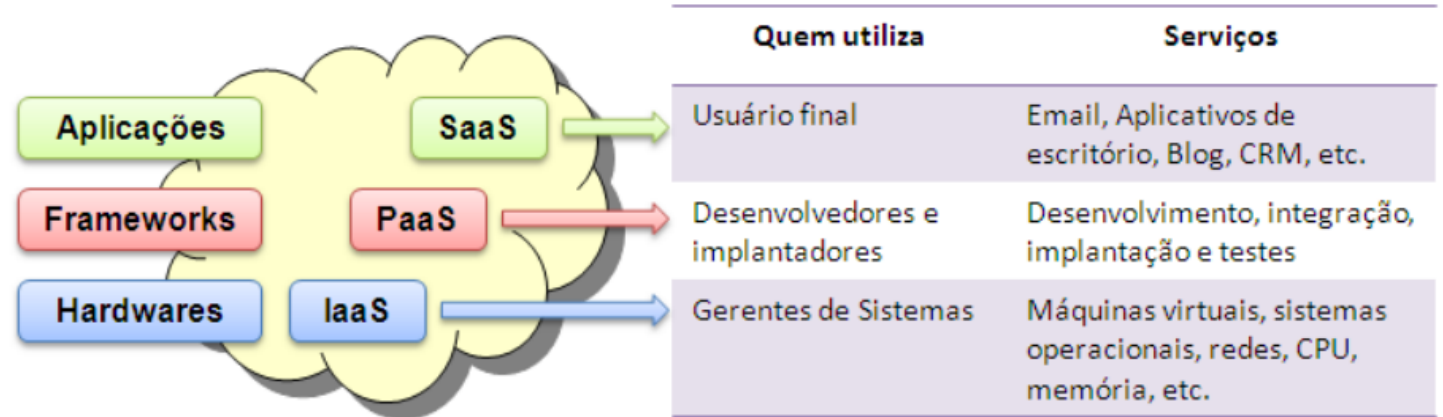 Quem utiliza Serviços
Aplicações SaaS Usuário final Email, Aplicativos de
escritório, Blog, CRM, etc.
Frameworks PaaS Desenvolvedores e Desenvolvimento, integração,
implantadores implantação e testes
Hardwares IaaS Gerentes de Sistemas Máquinas virtuais, sistemas
operacionais, redes, CPU,
memória, etc.